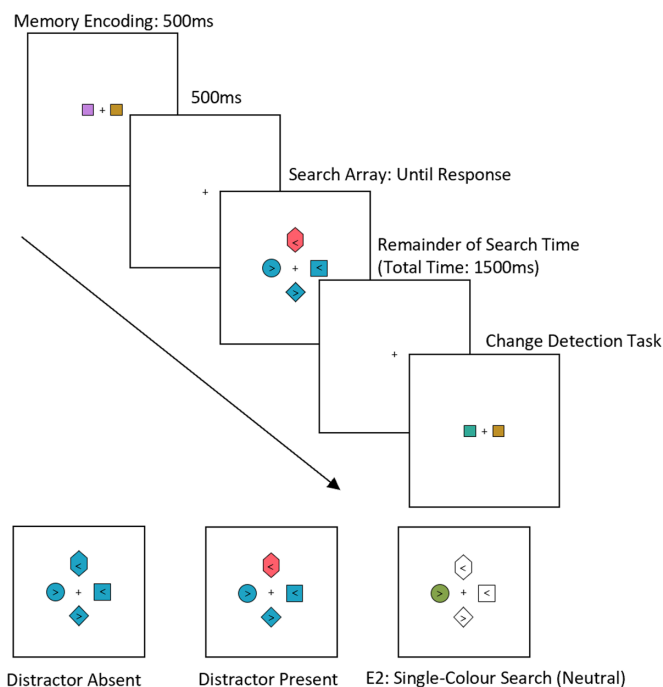 Memory Encoding: 500ms
+
500ms
+
Search Array: Until Response
<
> + <
>
Remainder of Search Time
(Total Time: 1500ms)
+
Change Detection Task
+
<
> + <
>
Distractor Absent
<
> + <
>
Distractor Present
<
> + <
>
E2: Single-Colour Search (Neutral)